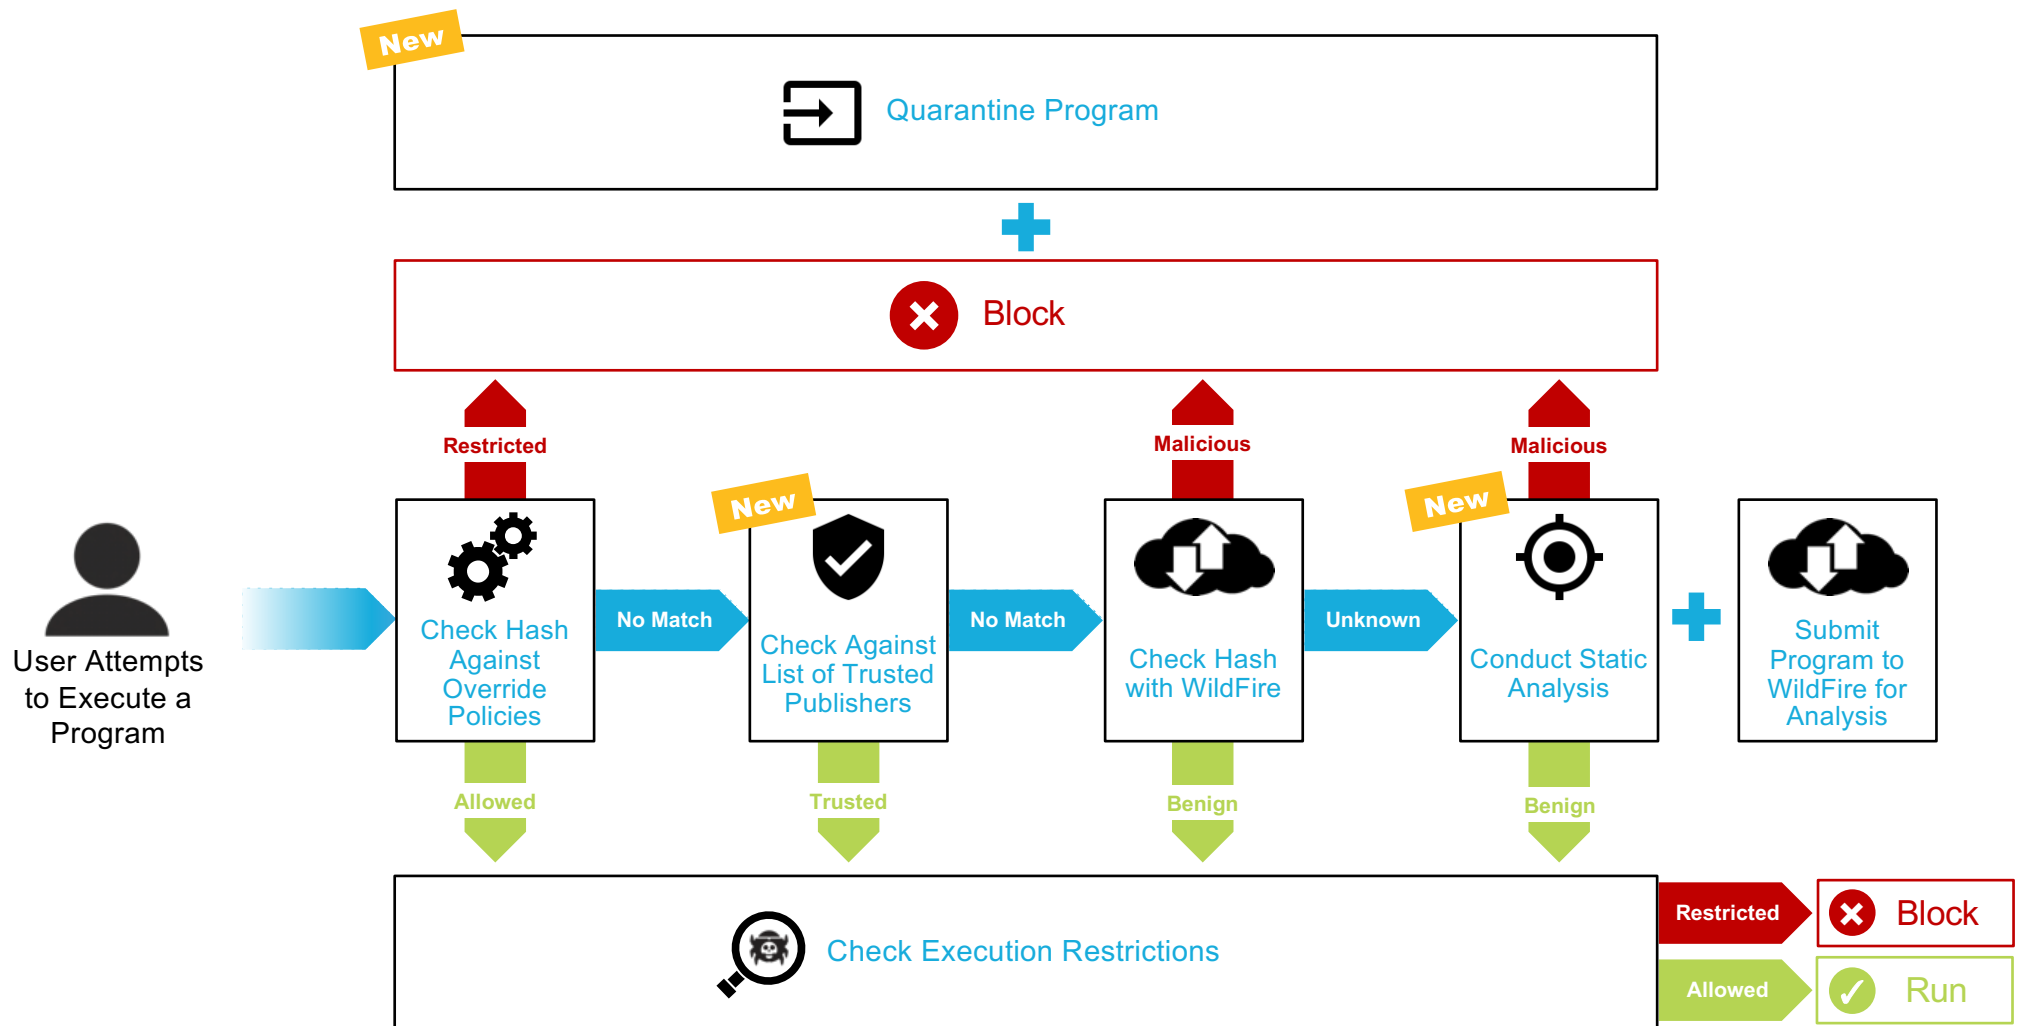 New
Quarantine Program
Block
Restricted
Malicious
Malicious
New
New
User Attempts
to Execute a
Program
Check Hash
Against
Override
Policies
No Match
Check Against
List of Trusted
Publishers
No Match
Check Hash
with WildFire
Unknown
Conduct Static
Analysis
Submit
Program to
WildFire for
Analysis
Allowed
Trusted
Benign
Benign
Check Execution Restrictions
Restricted
Block
Allowed
Run